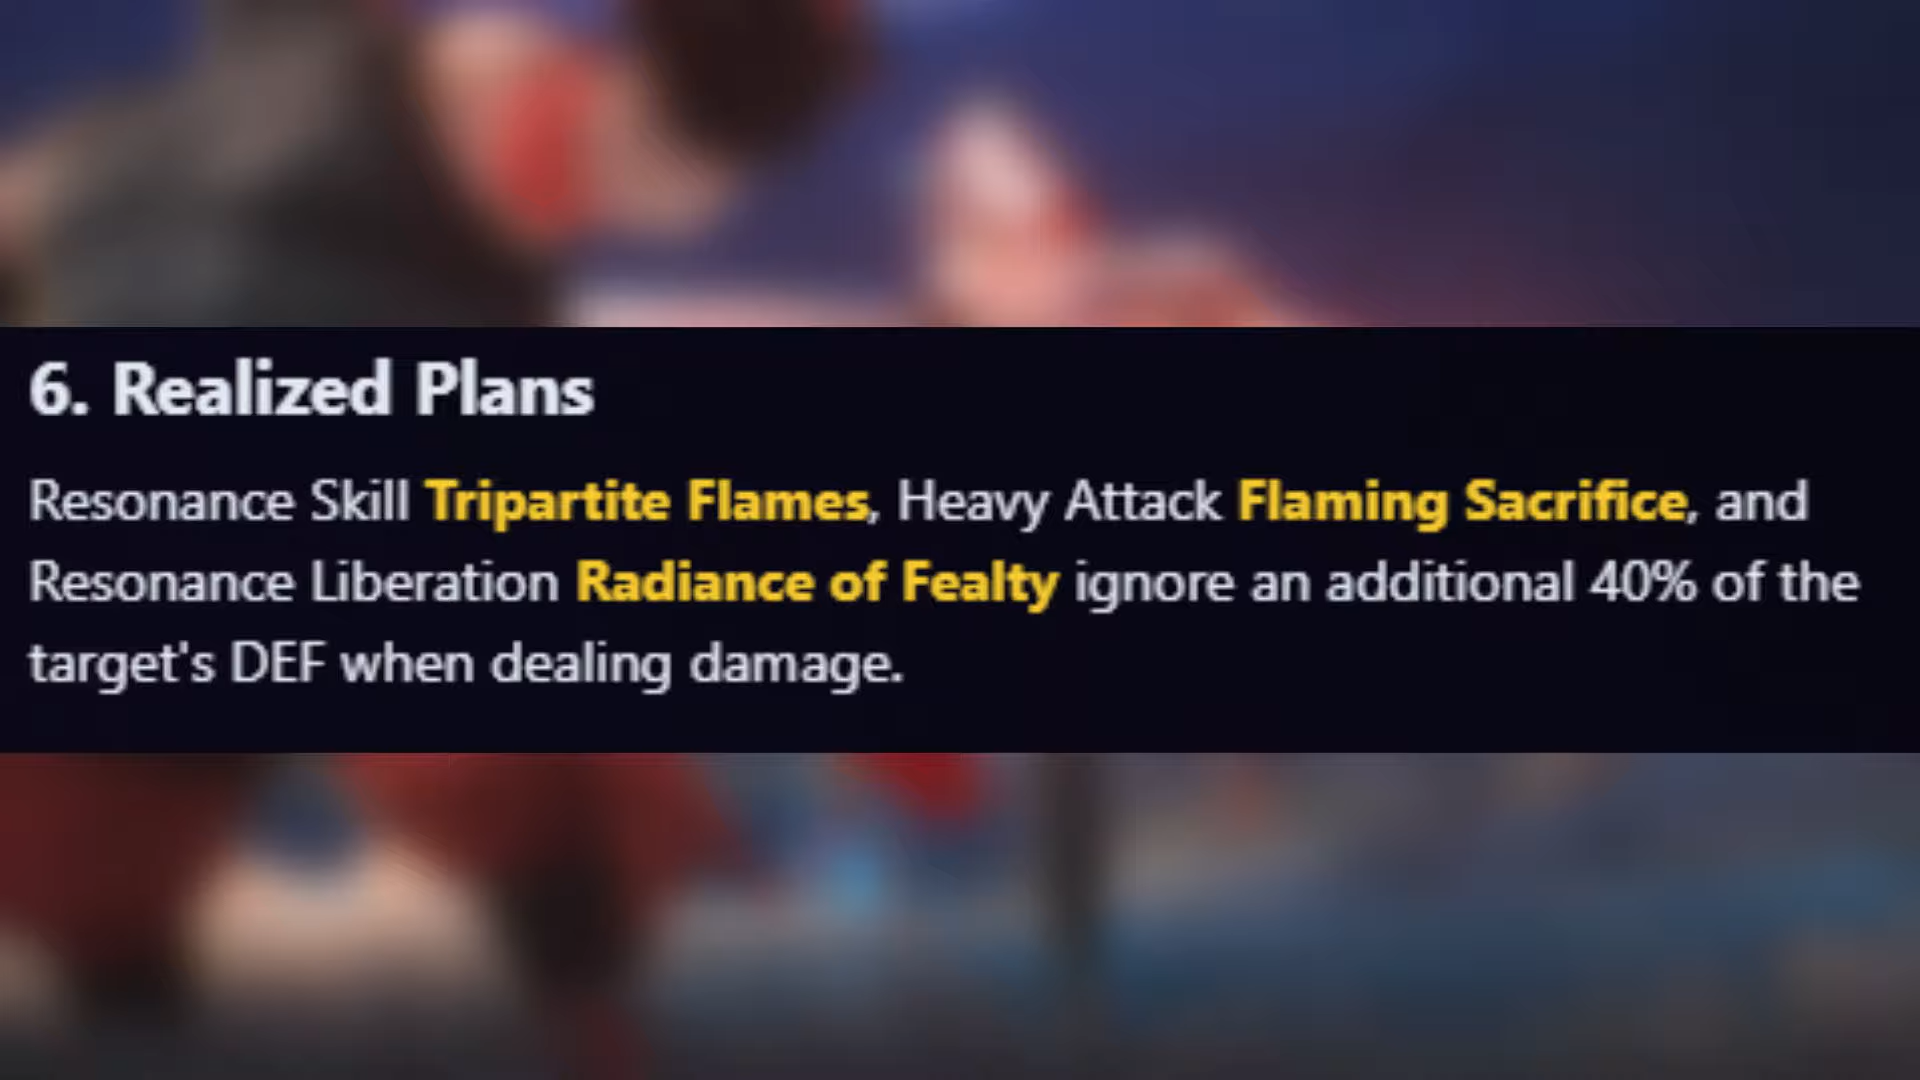 6. Realized Plans
Resonance Skill Tripartite Flames, Heavy Attack Flaming Sacrifice, and
Resonance Liberation Radiance of Fealty ignore an additional 40% of the
target's DEF when dealing damage.